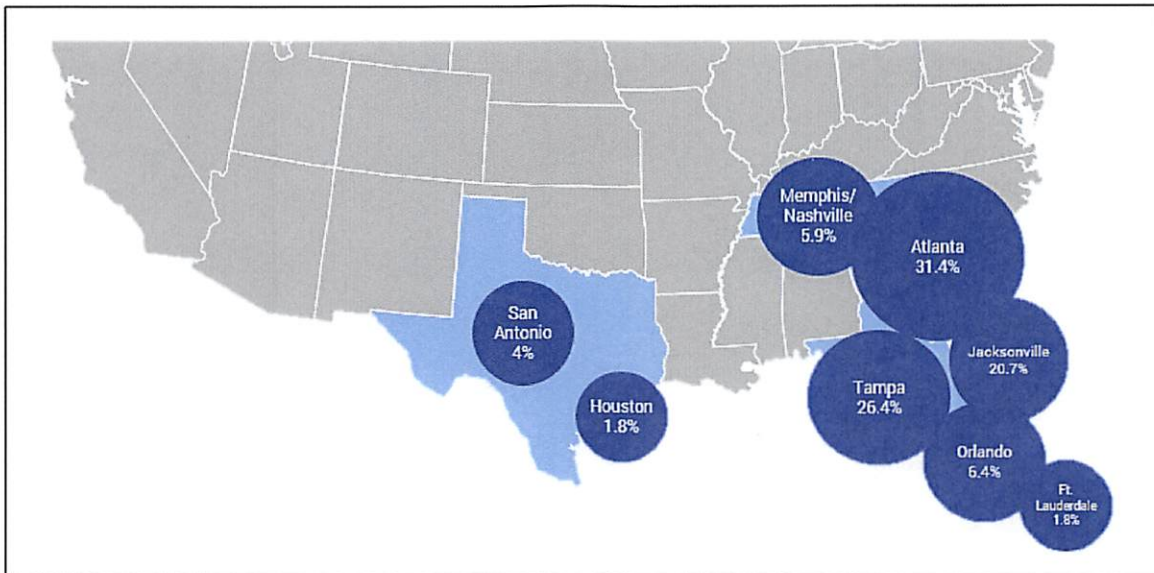 Memphis/
Nashville
5.9%
Atlanta
31.4%
San
Antonio
4%
Jacksonville
20.7%
Tampa
26.4%
Houston
1.8%
Orlando
6.4%
Ft.
Lauderdale
1.8%